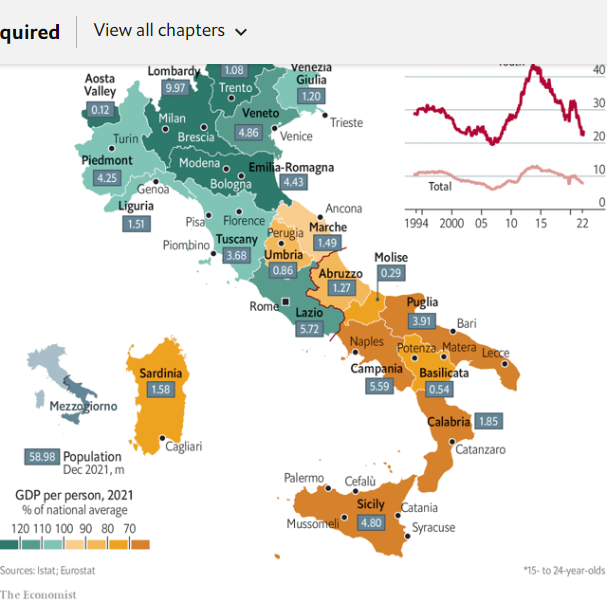 quired
View all chapters
Aosta
Valley
0.12
Lombardy
9.97
1.08
Trento
Venezia
Giulia
1.20
Trieste
Milan
Brescia
Veneto
4.86
Venice
Turin
Piedmont
4.25
Modena
Bologna
Emilia-Romagna
4.43
Genoa
Liguria
1.51
Pisa
Florence
Piombino
Tuscany
3.68
Ancona
Marche
1.49
Perugia
Umbria
0.86
Abruzzo
1.27
Molise
0.29
Rome
Lazio
5.72
Puglia
3.91
Bari
Naples
Campania
5.59
Potenza
Matera
Lecce
Basilicata
0.54
Calabria
1.85
Catanzaro
Sardinia
1.58
Cagliari
Mezzogiorno
58.98 Population
Dec 2021, m
Palermo
Cefalù
Sicily
4.80
Catania
Mussomeli
Syracuse
GDP per person, 2021
% of national average
120 110 100 90 80 70
Youth*
40
30
20
10
0
Total
1994 2000 05 10 15 22
Sources: Istat; Eurostat
*15- to 24-year-olds
The Economist